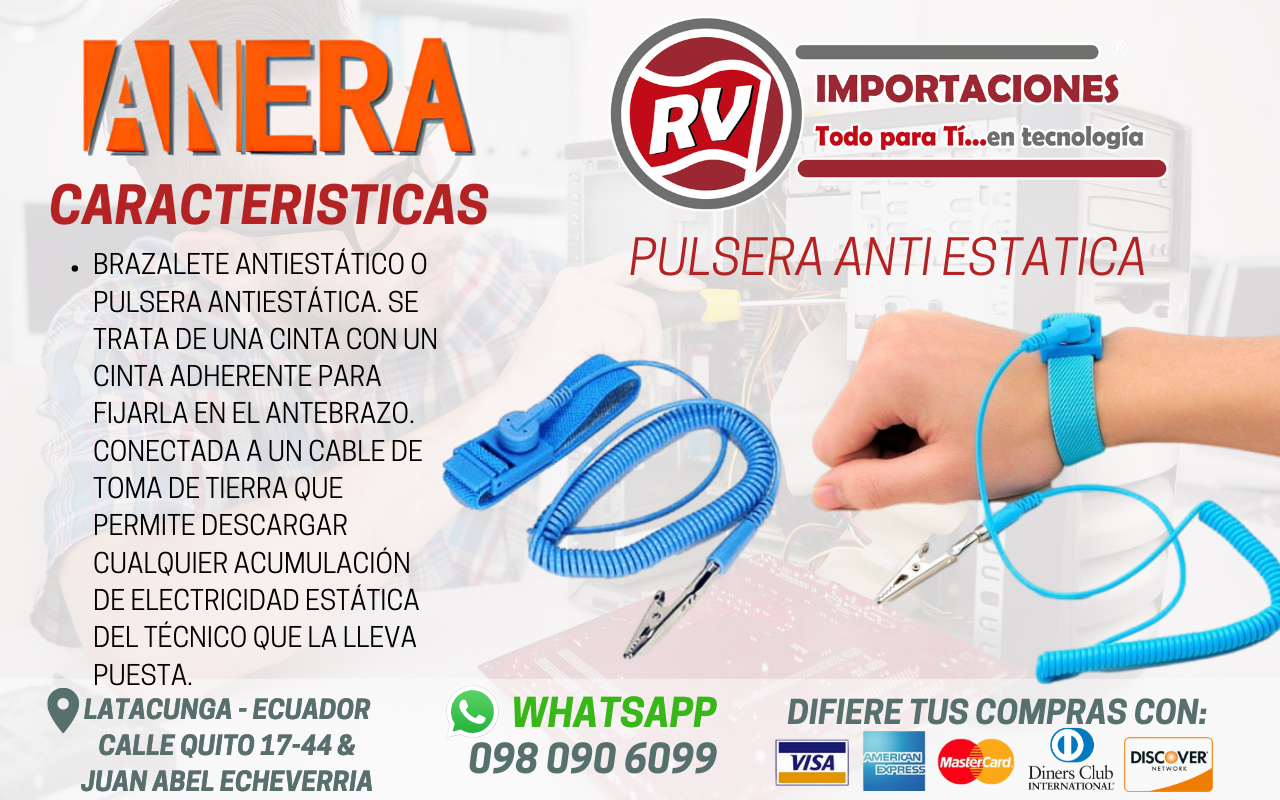 ANERA
CARACTERISTICAS
• BRAZALETE ANTIESTÁTICO O
PULSERA ANTIESTÁTICA. SE
TRATA DE UNA CINTA CON UN
CINTA ADHERENTE PARA
FIJARLA EN EL ANTEBRAZO.
CONECTADA A UN CABLE DE
TOMA DE TIERRA QUE
PERMITE DESCARGAR
CUALQUIER ACUMULACIÓN
DE ELECTRICIDAD ESTÁTICA
DEL TÉCNICO QUE LA LLEVA
PUESTA.
RV
®
IMPORTACIONES
Todo para Tí...en tecnología
PULSERA ANTI ESTATICA
LATACUNGA - ECUADOR
CALLE QUITO 17-44 &
JUAN ABEL ECHEVERRIA
WHATSAPP
098 090 6099
DIFIERE TUS COMPRAS CON:
VISA
AMERICAN
EXPRESS
MasterCard
Diners Club
INTERNATIONAL®
DISCOVER
NETWORK